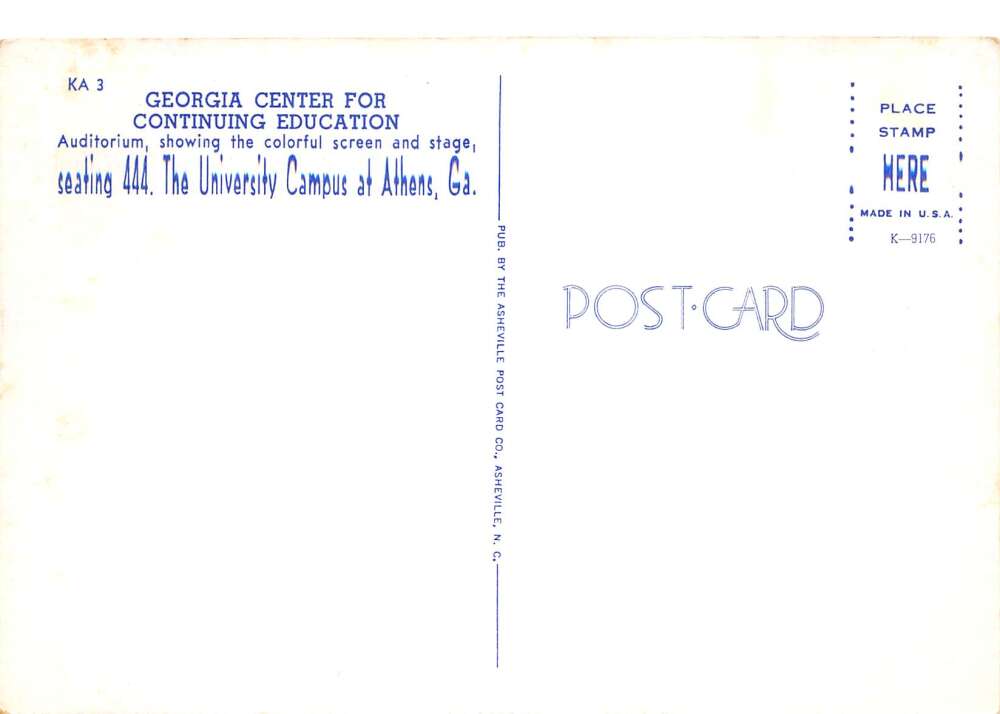 KA 3
GEORGIA CENTER FOR
CONTINUING EDUCATION
Auditorium, showing the colorful screen and stage,
seating 444. The University Campus at Athens, Ga.
PUB. BY THE ASHEVILLE POST CARD CO., ASHEVILLE, N. C.
PLACE
STAMP
HERE
MADE IN U.S.A.
K—9176
POST·CARD